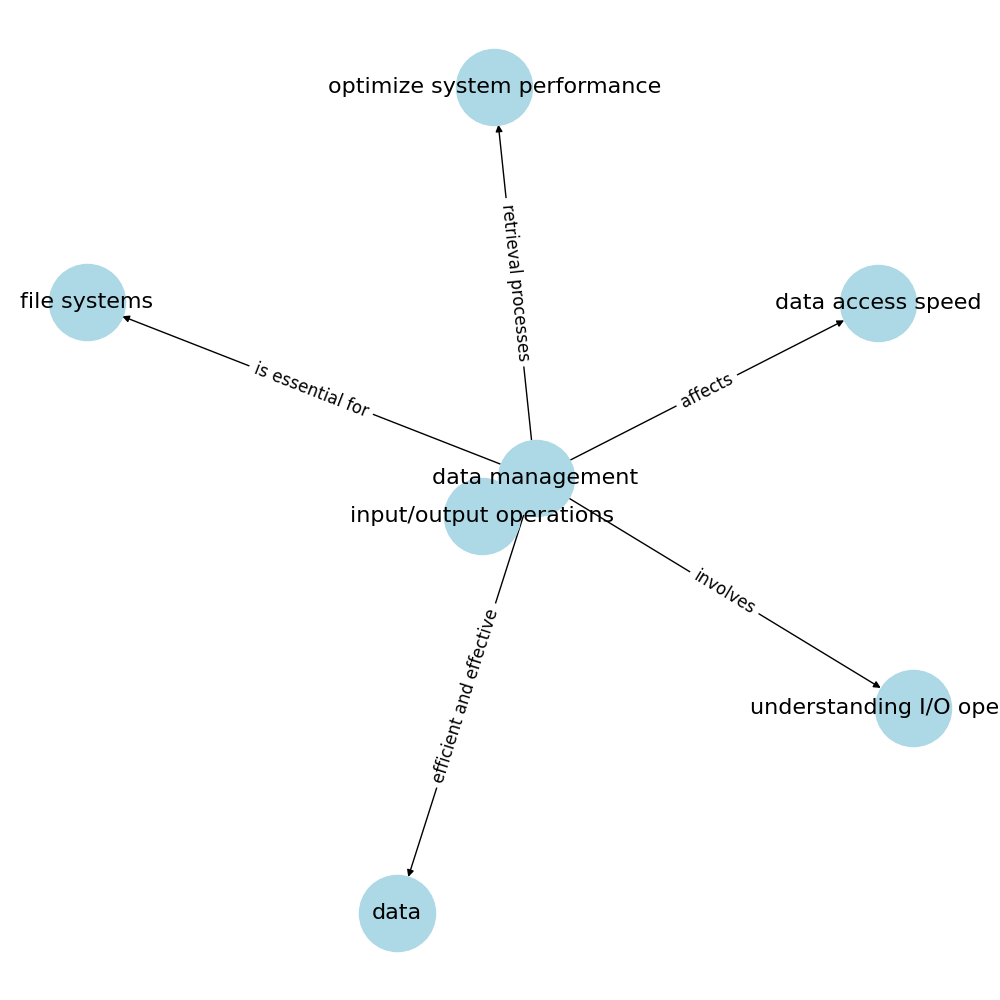 optimize system performance
retrieval processes
file systems
data access speed
is essential for
affects
data management
input/output operations
involves
efficient and effective
understanding I/O ope
data